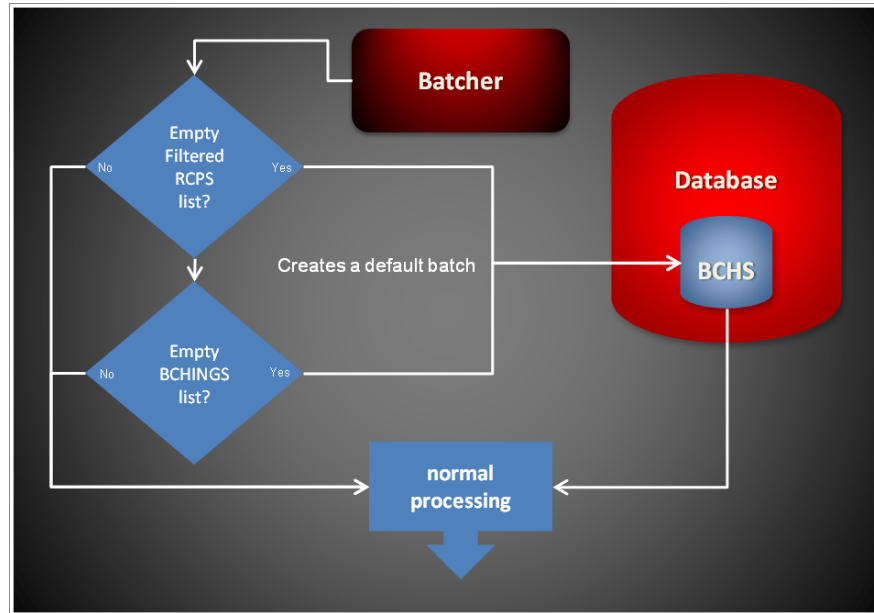 Batcher
Empty
Filtered
RCPS
list?
No
Yes
Database
Creates a default batch
BCHS
Empty
BCHINGS
list?
No
Yes
normal
processing